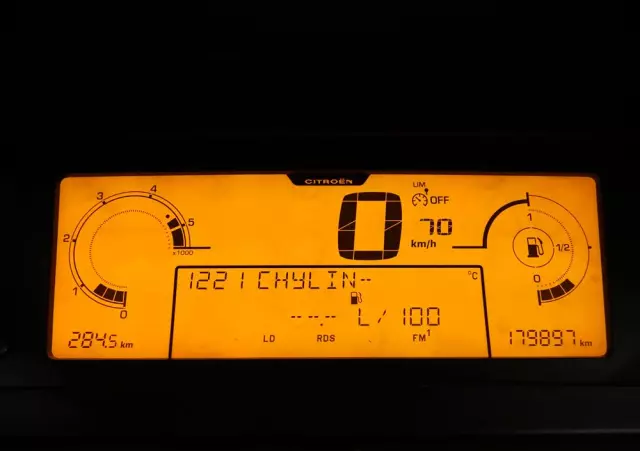 CITROËN
LIM
OFF
0
70
km/h
0 1 2 3 4 5
x1000
1 1/2 0
1221 CHYLIN--
°C
--.- L/100
LD RDS FM1
284.5 km
179897 km